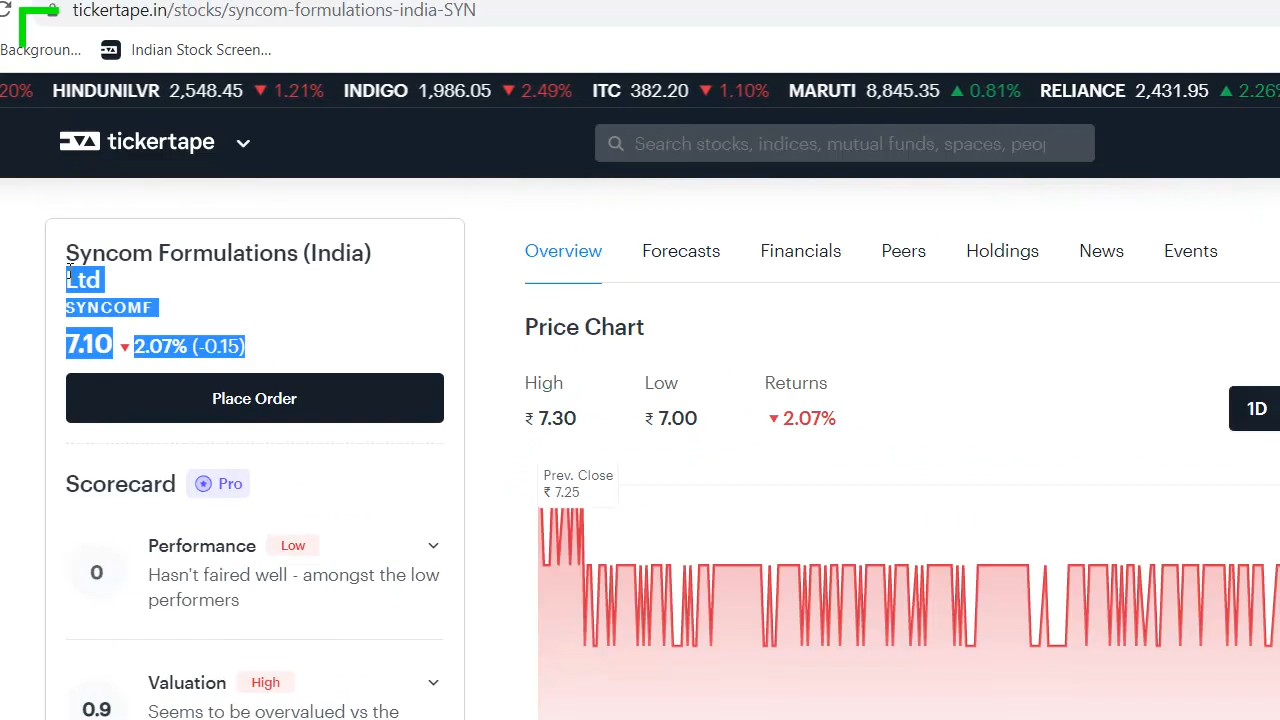 tickertape.in/stocks/syncom-formulations-india-SYN
Backgroun... Indian Stock Screen...
20% HINDUNILVR 2,548.45 ▼ 1.21% INDIGO 1,986.05 ▼ 2.49% ITC 382.20 ▼ 1.10% MARUTI 8,845.35 ▲ 0.81% RELIANCE 2,431.95 ▲ 2.26%
tickertape
Search stocks, indices, mutual funds, spaces, peop
Syncom Formulations (India)
Ltd
SYNCOMF
7.10 ▼ 2.07% (-0.15)
Place Order
Scorecard Pro
0
Performance Low
Hasn't faired well - amongst the low
performers
0.9
Valuation High
Seems to be overvalued vs the
Overview Forecasts Financials Peers Holdings News Events
Price Chart
High Low Returns
₹ 7.30 ₹ 7.00 ▼ 2.07%
1D
Prev. Close
₹ 7.25